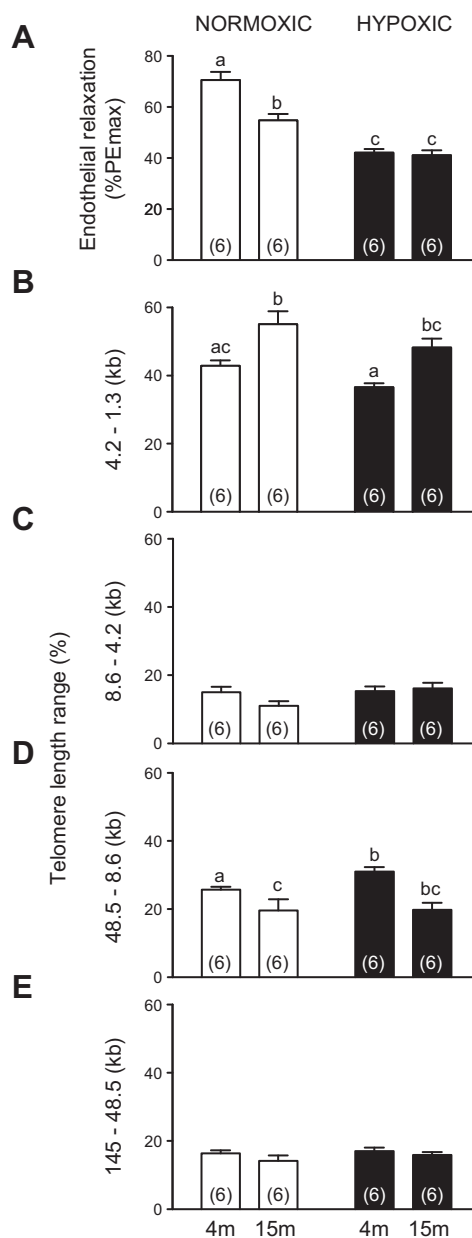 NORMOXIC HYPOXIC
A
Endothelial relaxation
(%PEmax)
80
60
40
20
0
a b c c
(6) (6) (6) (6)
B
4.2 - 1.3 (kb)
60
40
20
0
ac b a bc
(6) (6) (6) (6)
Telomere length range (%)
C
8.6 - 4.2 (kb)
60
40
20
0
(6) (6) (6) (6)
D
48.5 - 8.6 (kb)
60
40
20
0
a c b bc
(6) (6) (6) (6)
E
145 - 48.5 (kb)
60
40
20
0
(6) (6) (6) (6)
4m 15m 4m 15m